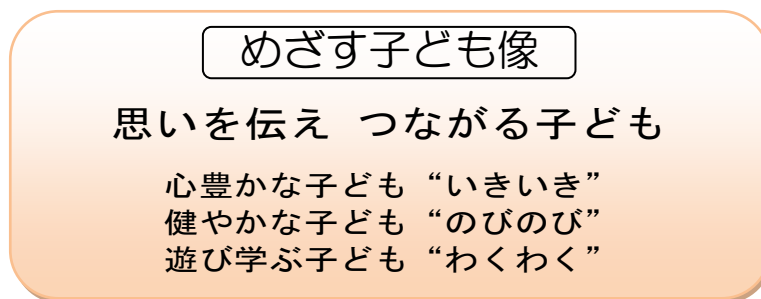 めざす子ども像
思いを伝え つながる子ども
心豊かな子ども“いきいき”
健やかな子ども“のびのび”
遊び学ぶ子ども“わくわく”